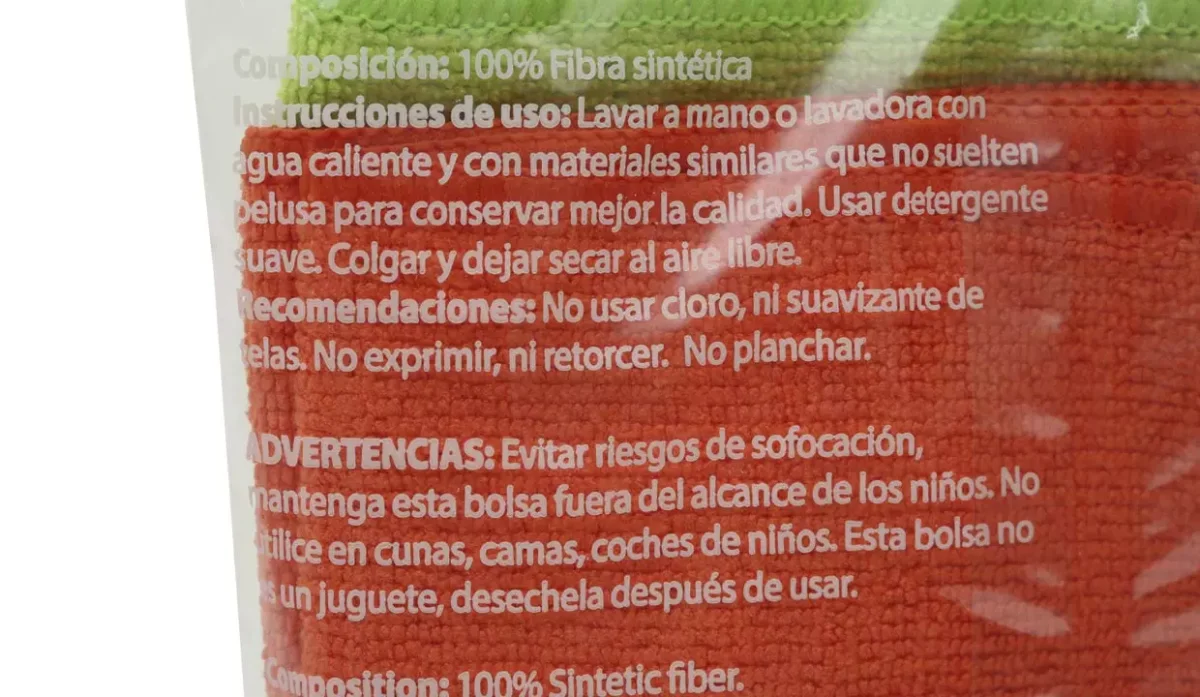 Composición: 100% Fibra sintética
Instrucciones de uso: Lavar a mano o lavadora con
agua caliente y con materiales similares que no suelten
pelusa para conservar mejor la calidad. Usar detergente
suave. Colgar y dejar secar al aire libre.
Recomendaciones: No usar cloro, ni suavizante de
telas. No exprimir, ni retorcer. No planchar.
ADVERTENCIAS: Evitar riesgos de sofocación,
mantenga esta bolsa fuera del alcance de los niños. No
utilice en cunas, camas, coches de niños. Esta bolsa no
es un juguete, desechela después de usar.
Composition: 100% Sintetic fiber.